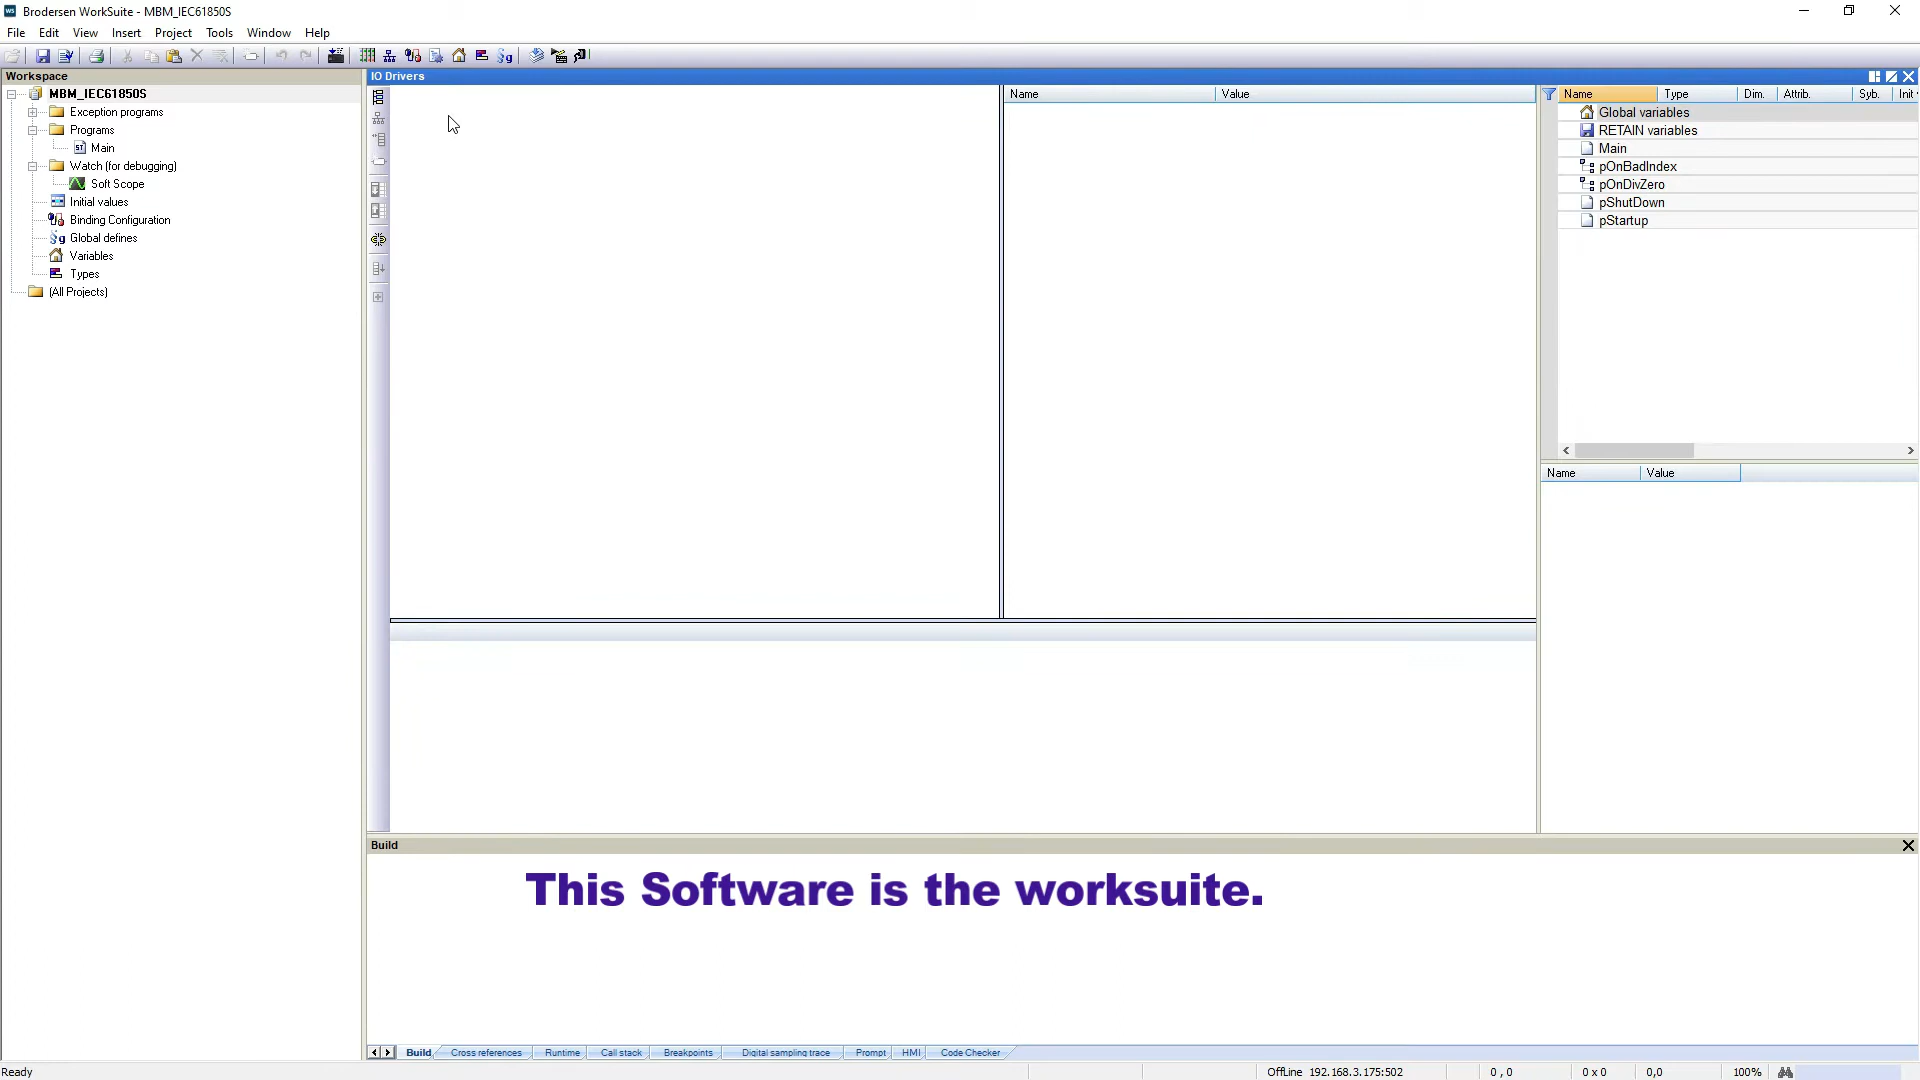 Brodersen WorkSuite - MBM_IEC61850S
File Edit View Insert Project Tools Window Help
Workspace
MBM_IEC61850S
Exception programs
Programs
Main
Watch (for debugging)
Soft Scope
Initial values
Binding Configuration
Global defines
Variables
Types
(All Projects)
IO Drivers
Name Value
Name Type Dim. Attrib. Syb. Init
Global variables
RETAIN variables
Main
pOnBadIndex
pOnDivZero
pShutDown
pStartup
Name Value
Build
This Software is the worksuite.
Build Cross references Runtime Call stack Breakpoints Digital sampling trace Prompt HMI Code Checker
Ready OffLine 192.168.3.175:502 0 , 0 0 x 0 0,0 100%